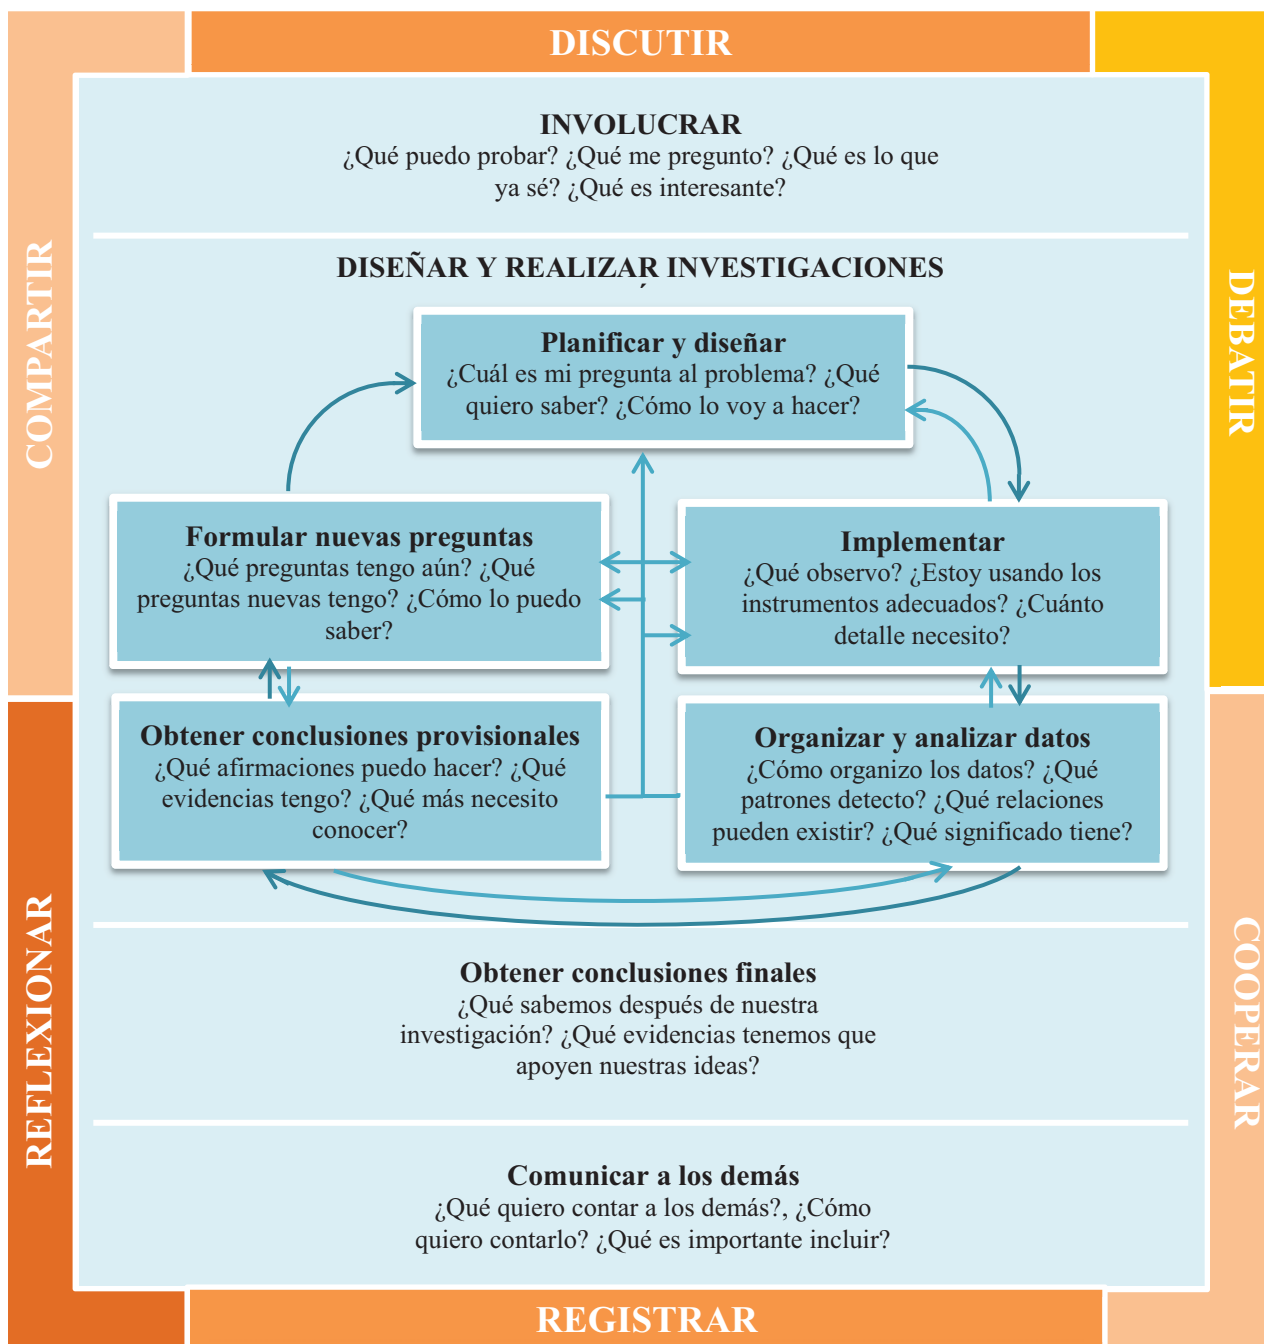 DISCUTIR
COMPARTIR
DEBATIR
INVOLUCRAR
¿Qué puedo probar? ¿Qué me pregunto? ¿Qué es lo que
ya sé? ¿Qué es interesante?
DISEÑAR Y REALIZAR INVESTIGACIONES
Planificar y diseñar
¿Cuál es mi pregunta al problema? ¿Qué
quiero saber? ¿Cómo lo voy a hacer?
Formular nuevas preguntas
¿Qué preguntas tengo aún? ¿Qué
preguntas nuevas tengo? ¿Cómo lo puedo
saber?
Implementar
¿Qué observo? ¿Estoy usando los
instrumentos adecuados? ¿Cuánto
detalle necesito?
Obtener conclusiones provisionales
¿Qué afirmaciones puedo hacer? ¿Qué
evidencias tengo? ¿Qué más necesito
conocer?
Organizar y analizar datos
¿Cómo organizo los datos? ¿Qué
patrones detecto? ¿Qué relaciones
pueden existir? ¿Qué significado tiene?
REFLEXIONAR
COOPERAR
Obtener conclusiones finales
¿Qué sabemos después de nuestra
investigación? ¿Qué evidencias tenemos que
apoyen nuestras ideas?
Comunicar a los demás
¿Qué quiero contar a los demás?, ¿Cómo
quiero contarlo? ¿Qué es importante incluir?
REGISTRAR